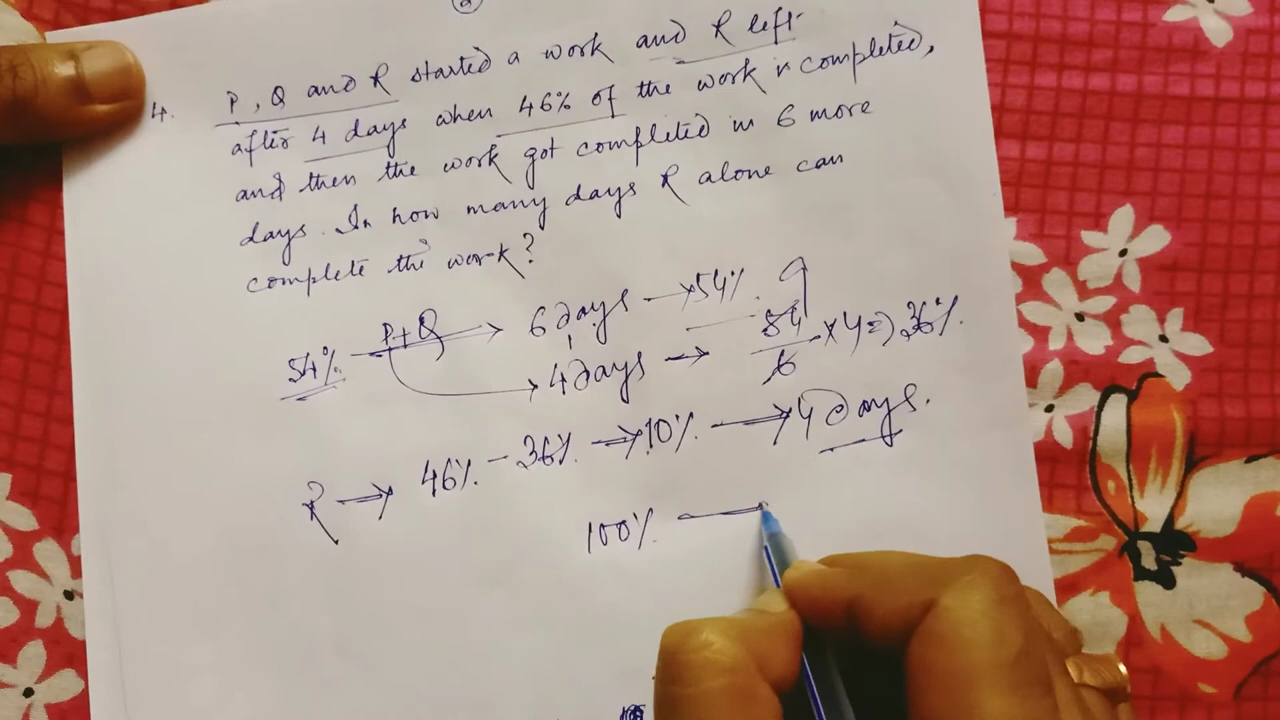 4. P, Q and R started a work and R left
after 4 days when 46% of the work is completed,
and then the work got completed in 6 more
days. In how many days R alone can
complete the work?
54% P+Q → 6 days → 54%
4 days → 54/6 × 4 ⇒ 36%. 9
R → 46% - 36% → 10% → 4 days.
100%